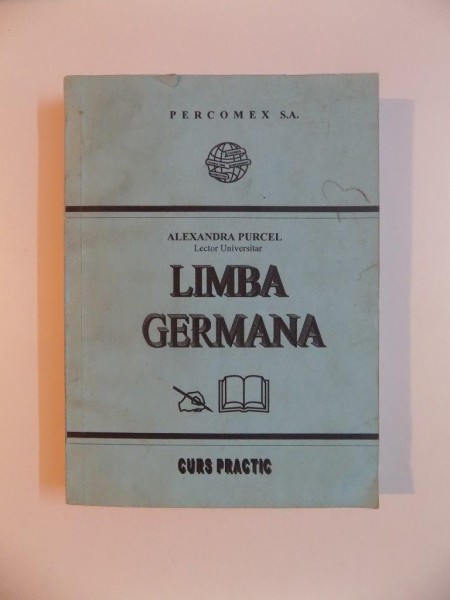 PERCOMEX S.A.
ALEXANDRA PURCEL
Lector Universitar
LIMBA
GERMANA
CURS PRACTIC